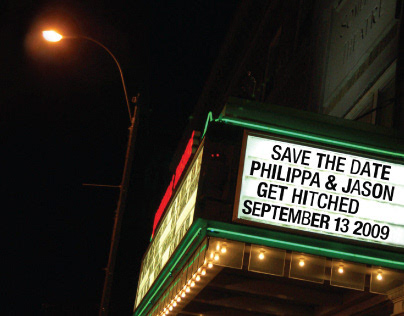 SAVE THE DATE
PHILIPPA & JASON
GET HITCHED
SEPTEMBER 13 2009